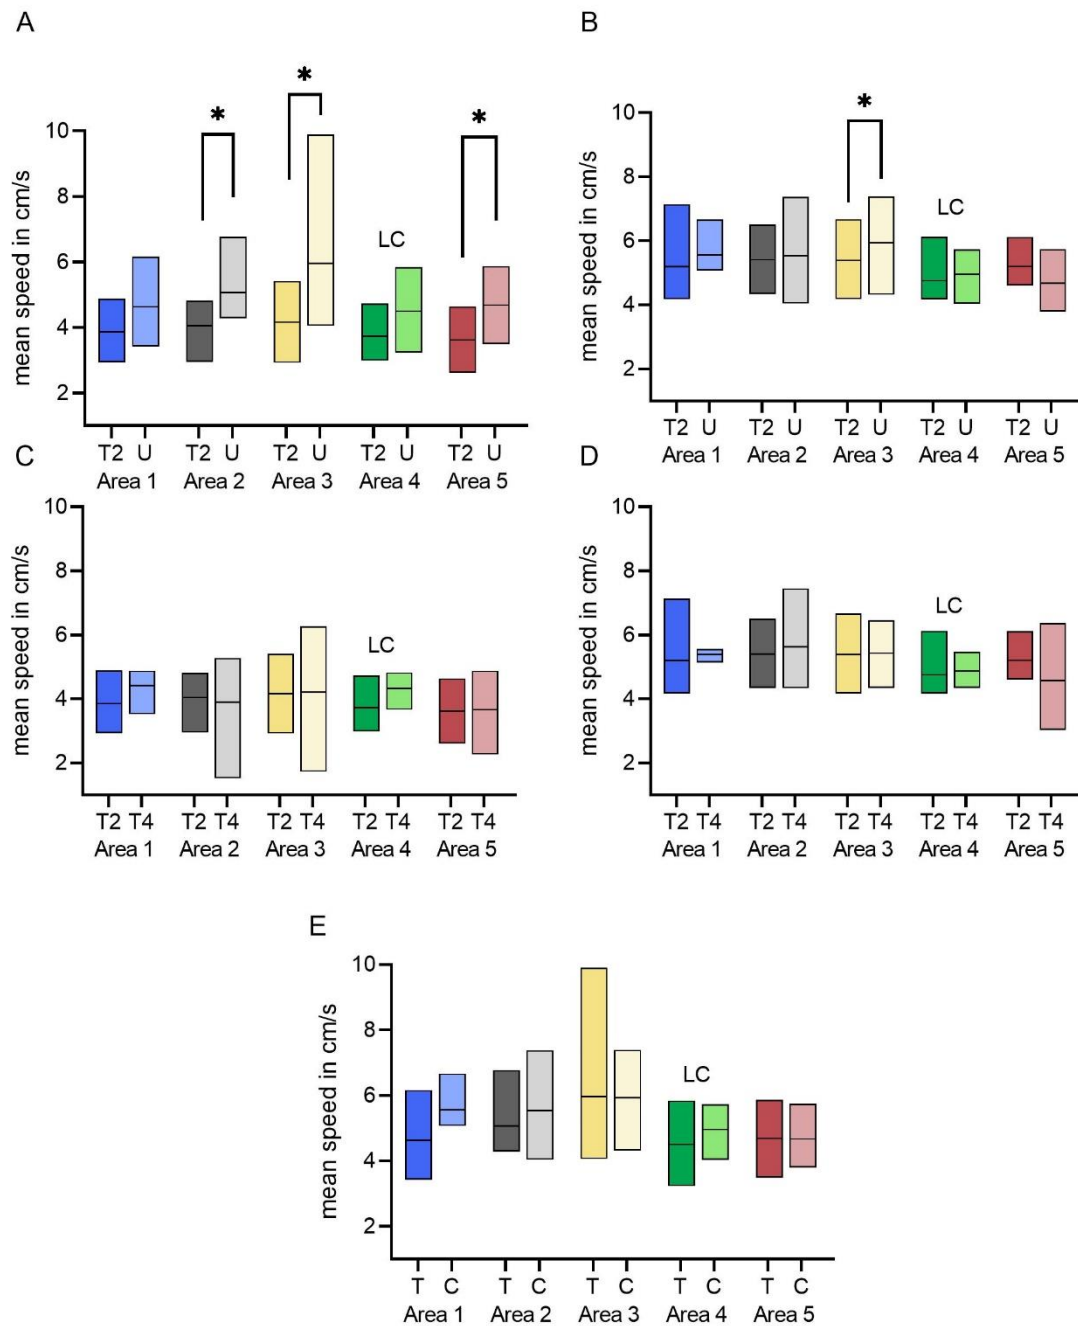 A
B
*
*
*
*
10
8
6
4
2
mean speed in cm/s
LC
T2 U T2 U T2 U T2 U T2 U
Area 1 Area 2 Area 3 Area 4 Area 5
10
8
6
4
2
mean speed in cm/s
LC
T2 U T2 U T2 U T2 U T2 U
Area 1 Area 2 Area 3 Area 4 Area 5
C
D
10
8
6
4
2
mean speed in cm/s
LC
T2 T4 T2 T4 T2 T4 T2 T4 T2 T4
Area 1 Area 2 Area 3 Area 4 Area 5
10
8
6
4
2
mean speed in cm/s
LC
T2 T4 T2 T4 T2 T4 T2 T4 T2 T4
Area 1 Area 2 Area 3 Area 4 Area 5
E
10
8
6
4
2
mean speed in cm/s
LC
T C T C T C T C T C
Area 1 Area 2 Area 3 Area 4 Area 5